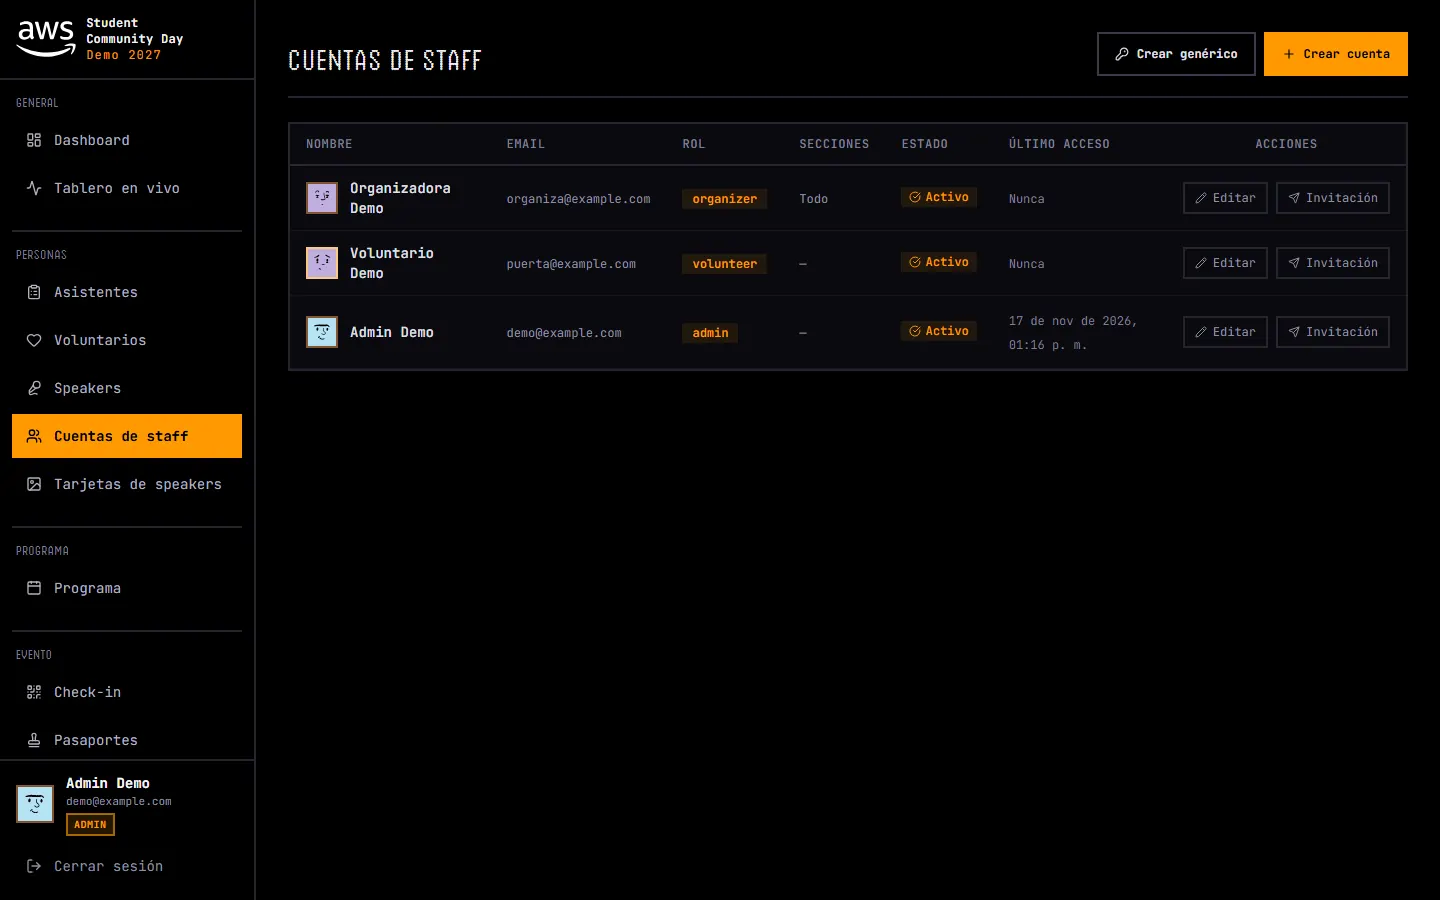 aws
Student
Community Day
Demo 2027
GENERAL
Dashboard
Tablero en vivo
PERSONAS
Asistentes
Voluntarios
Speakers
Cuentas de staff
Tarjetas de speakers
PROGRAMA
Programa
EVENTO
Check-in
Pasaportes
Admin Demo
demo@example.com
ADMIN
Cerrar sesión
CUENTAS DE STAFF
Crear genérico
Crear cuenta
NOMBRE EMAIL ROL SECCIONES ESTADO ÚLTIMO ACCESO ACCIONES
Organizadora
Demo
organiza@example.com organizer Todo Activo Nunca Editar Invitación
Voluntario
Demo
puerta@example.com volunteer — Activo Nunca Editar Invitación
Admin Demo demo@example.com admin — Activo 17 de nov de 2026,
01:16 p. m.
Editar Invitación